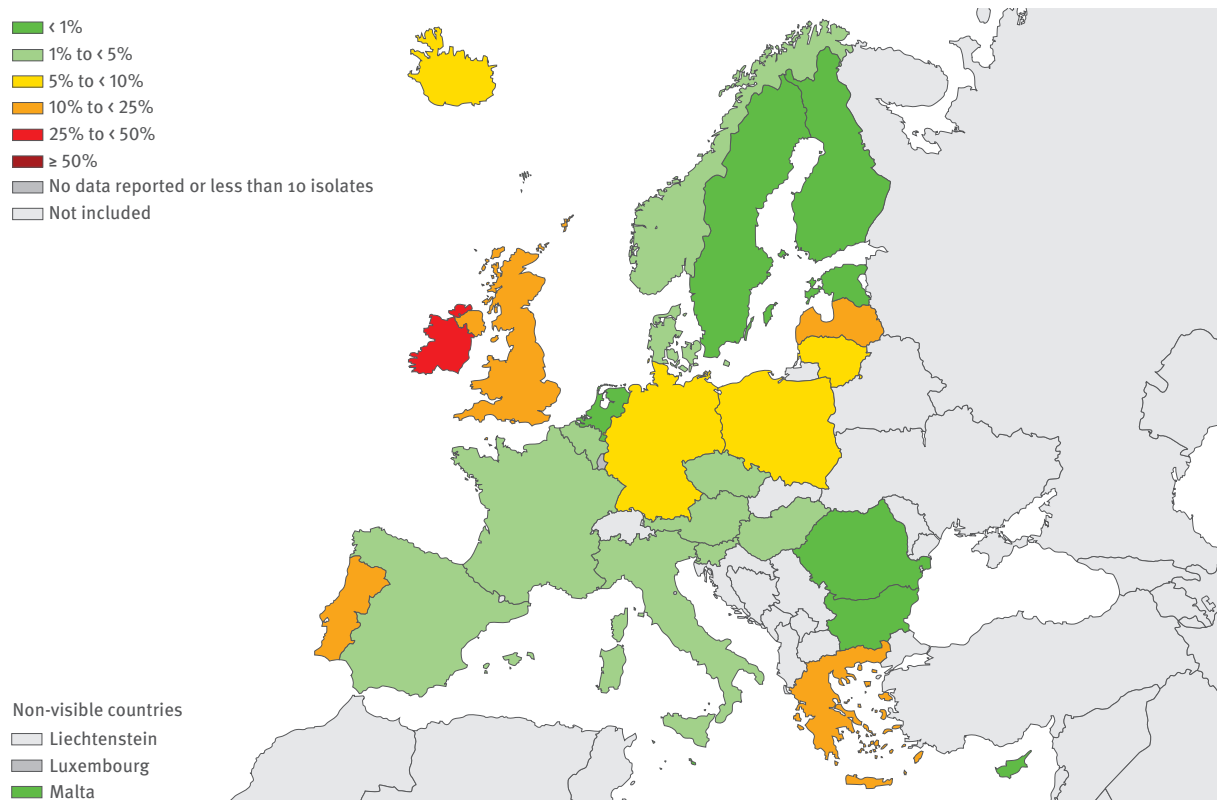 < 1%
1% to < 5%
5% to < 10%
10% to < 25%
25% to < 50%
≥ 50%
No data reported or less than 10 isolates
Not included
Non-visible countries
Liechtenstein
Luxembourg
Malta